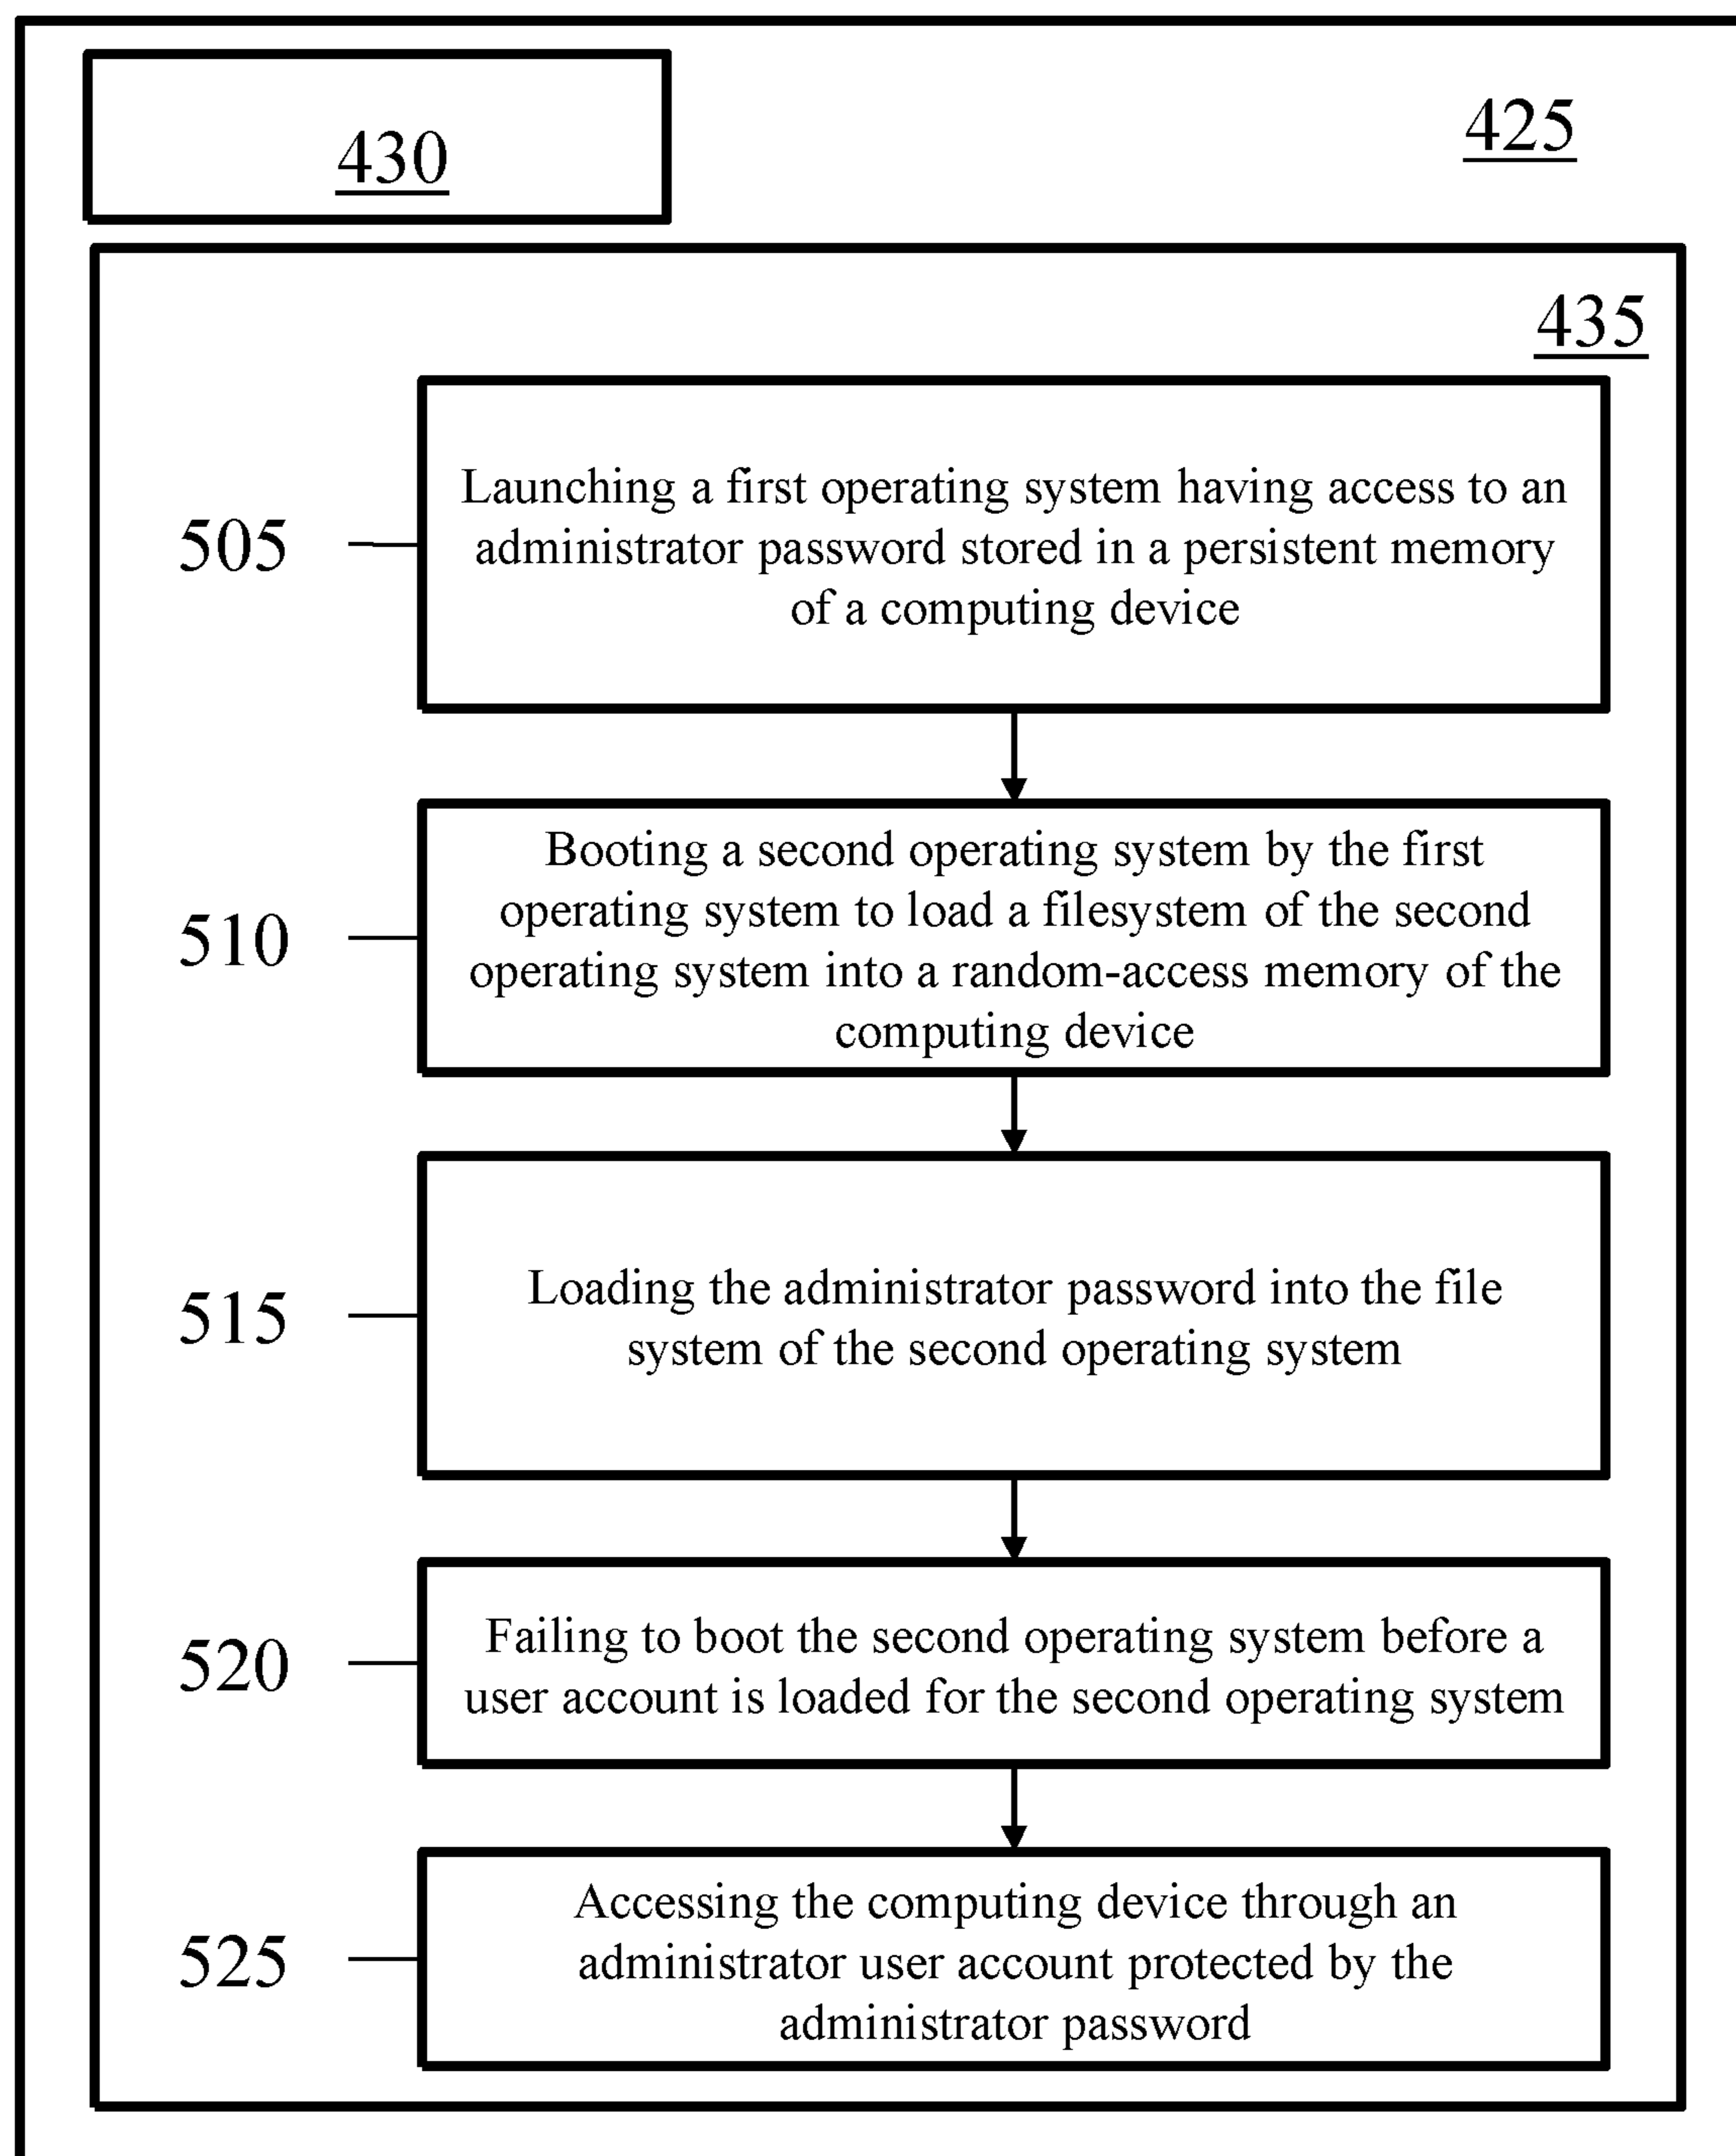 430
425
435
505
Launching a first operating system having access to an
administrator password stored in a persistent memory
of a computing device
510
Booting a second operating system by the first
operating system to load a filesystem of the second
operating system into a random-access memory of the
computing device
515
Loading the administrator password into the file
system of the second operating system
520
Failing to boot the second operating system before a
user account is loaded for the second operating system
525
Accessing the computing device through an
administrator user account protected by the
administrator password